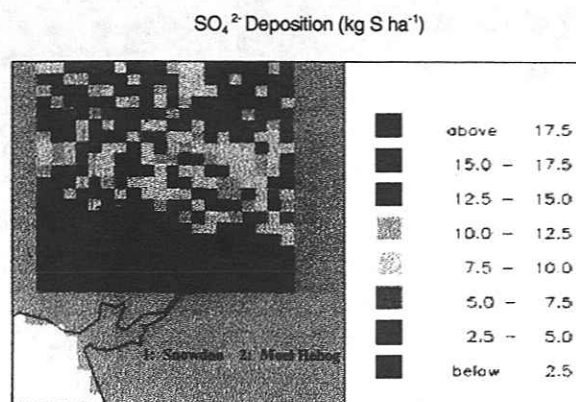 SO₄ ²⁻ Deposition (kg S ha⁻¹)
above 17.5
15.0 – 17.5
12.5 – 15.0
10.0 – 12.5
7.5 – 10.0
5.0 – 7.5
2.5 – 5.0
below 2.5
1: Snowdon 2: Moel Hebog